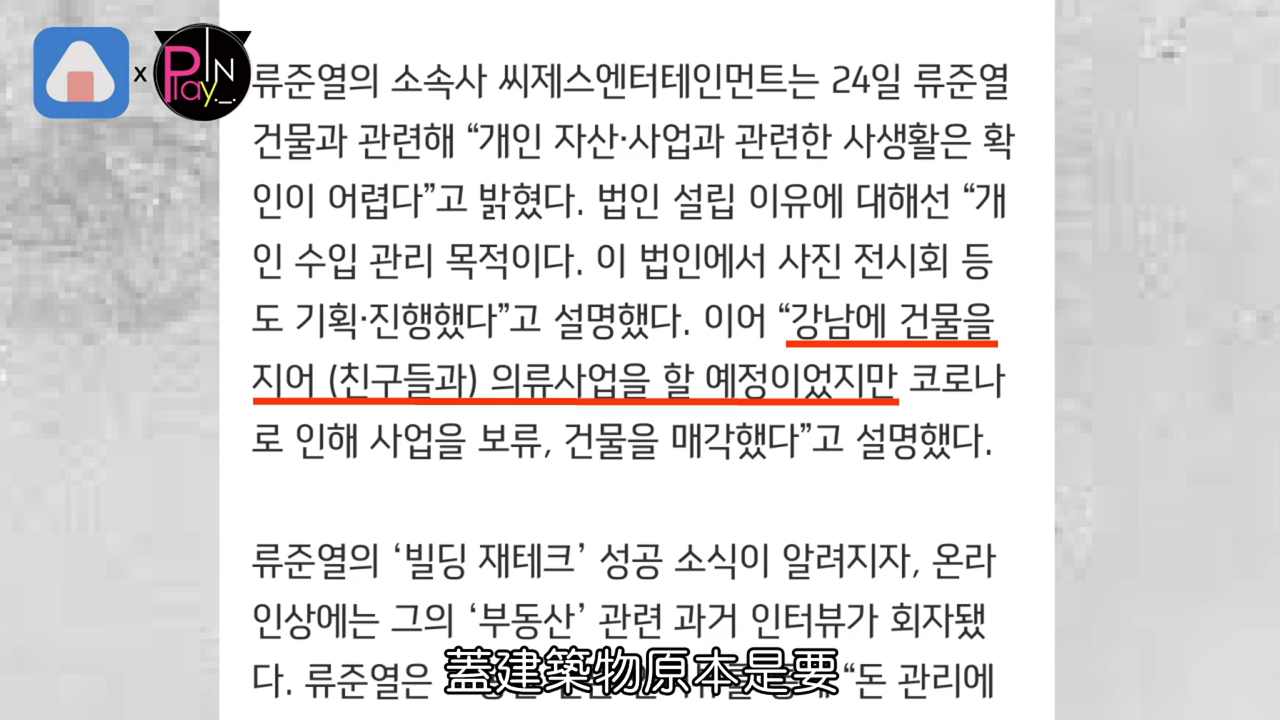 x
PlayIN
류준열의 소속사 씨제스엔터테인먼트는 24일 류준열
건물과 관련해 “개인 자산·사업과 관련한 사생활은 확
인이 어렵다”고 밝혔다. 법인 설립 이유에 대해선 “개
인 수입 관리 목적이다. 이 법인에서 사진 전시회 등
도 기획·진행했다”고 설명했다. 이어 “강남에 건물을
지어 (친구들과) 의류사업을 할 예정이었지만 코로나
로 인해 사업을 보류, 건물을 매각했다”고 설명했다.
류준열의 ‘빌딩 재테크’ 성공 소식이 알려지자, 온라
인상에는 그의 ‘부동산’ 관련 과거 인터뷰가 회자됐
다. 류준열은 “돈 관리에
蓋建築物原本是要